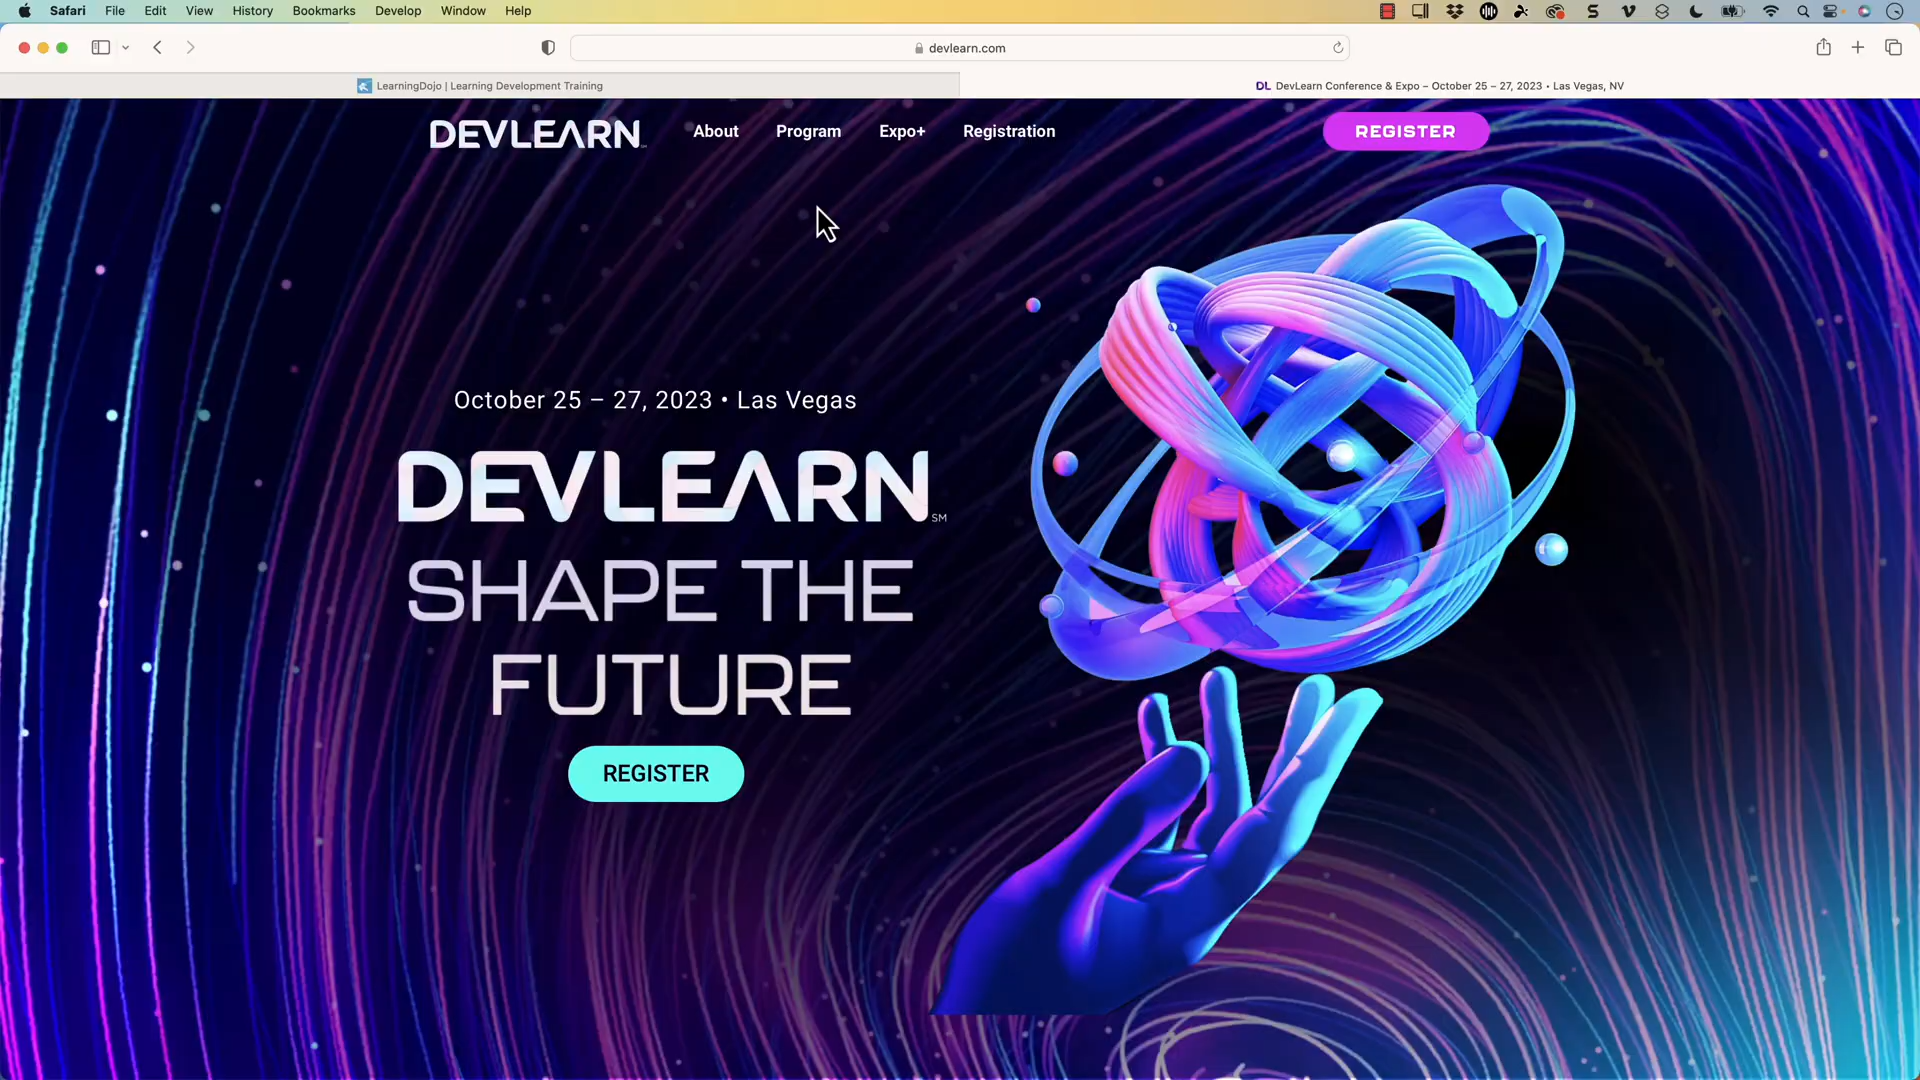 Safari File Edit View History Bookmarks Develop Window Help
devlearn.com
LearningDojo | Learning Development Training
DL DevLearn Conference & Expo – October 25 – 27, 2023 • Las Vegas, NV
DEVLEARN About Program Expo+ Registration REGISTER
October 25 – 27, 2023 • Las Vegas
DEVLEARN SM
SHAPE THE
FUTURE
REGISTER